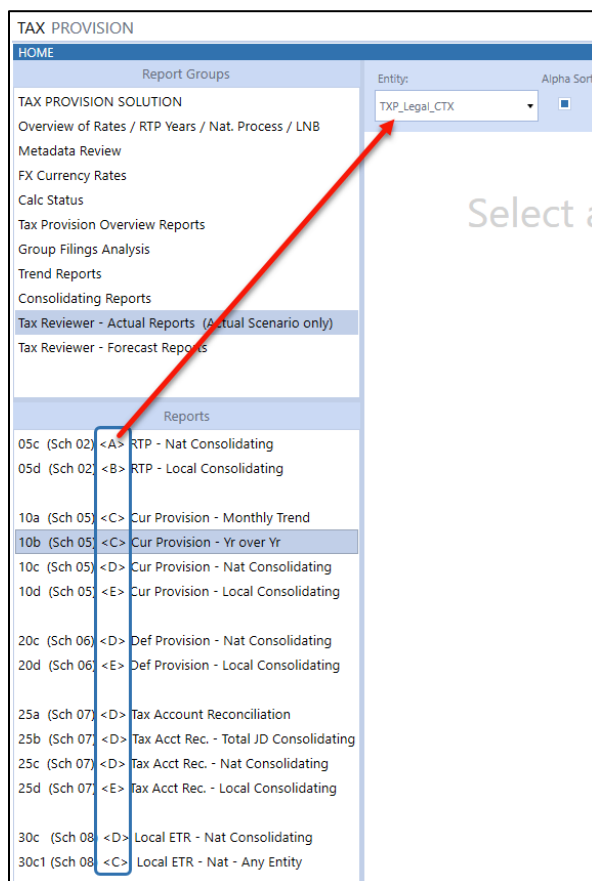 TAX PROVISION
HOME
Report Groups
TAX PROVISION SOLUTION
Overview of Rates / RTP Years / Nat. Process / LNB
Metadata Review
FX Currency Rates
Calc Status
Tax Provision Overview Reports
Group Filings Analysis
Trend Reports
Consolidating Reports
Tax Reviewer - Actual Reports (Actual Scenario only)
Tax Reviewer - Forecast Reports
Entity: Alpha Sort
TXP_Legal_CTX
Select a
Reports
05c (Sch 02) <A> RTP - Nat Consolidating
05d (Sch 02) <B> RTP - Local Consolidating
10a (Sch 05) <C> Cur Provision - Monthly Trend
10b (Sch 05) <C> Cur Provision - Yr over Yr
10c (Sch 05) <D> Cur Provision - Nat Consolidating
10d (Sch 05) <E> Cur Provision - Local Consolidating
20c (Sch 06) <D> Def Provision - Nat Consolidating
20d (Sch 06) <E> Def Provision - Local Consolidating
25a (Sch 07) <D> Tax Account Reconciliation
25b (Sch 07) <D> Tax Acct Rec. - Total JD Consolidating
25c (Sch 07) <D> Tax Acct Rec. - Nat Consolidating
25d (Sch 07) <E> Tax Acct Rec. - Local Consolidating
30c (Sch 08) <D> Local ETR - Nat Consolidating
30c1 (Sch 08) <C> Local ETR - Nat - Any Entity